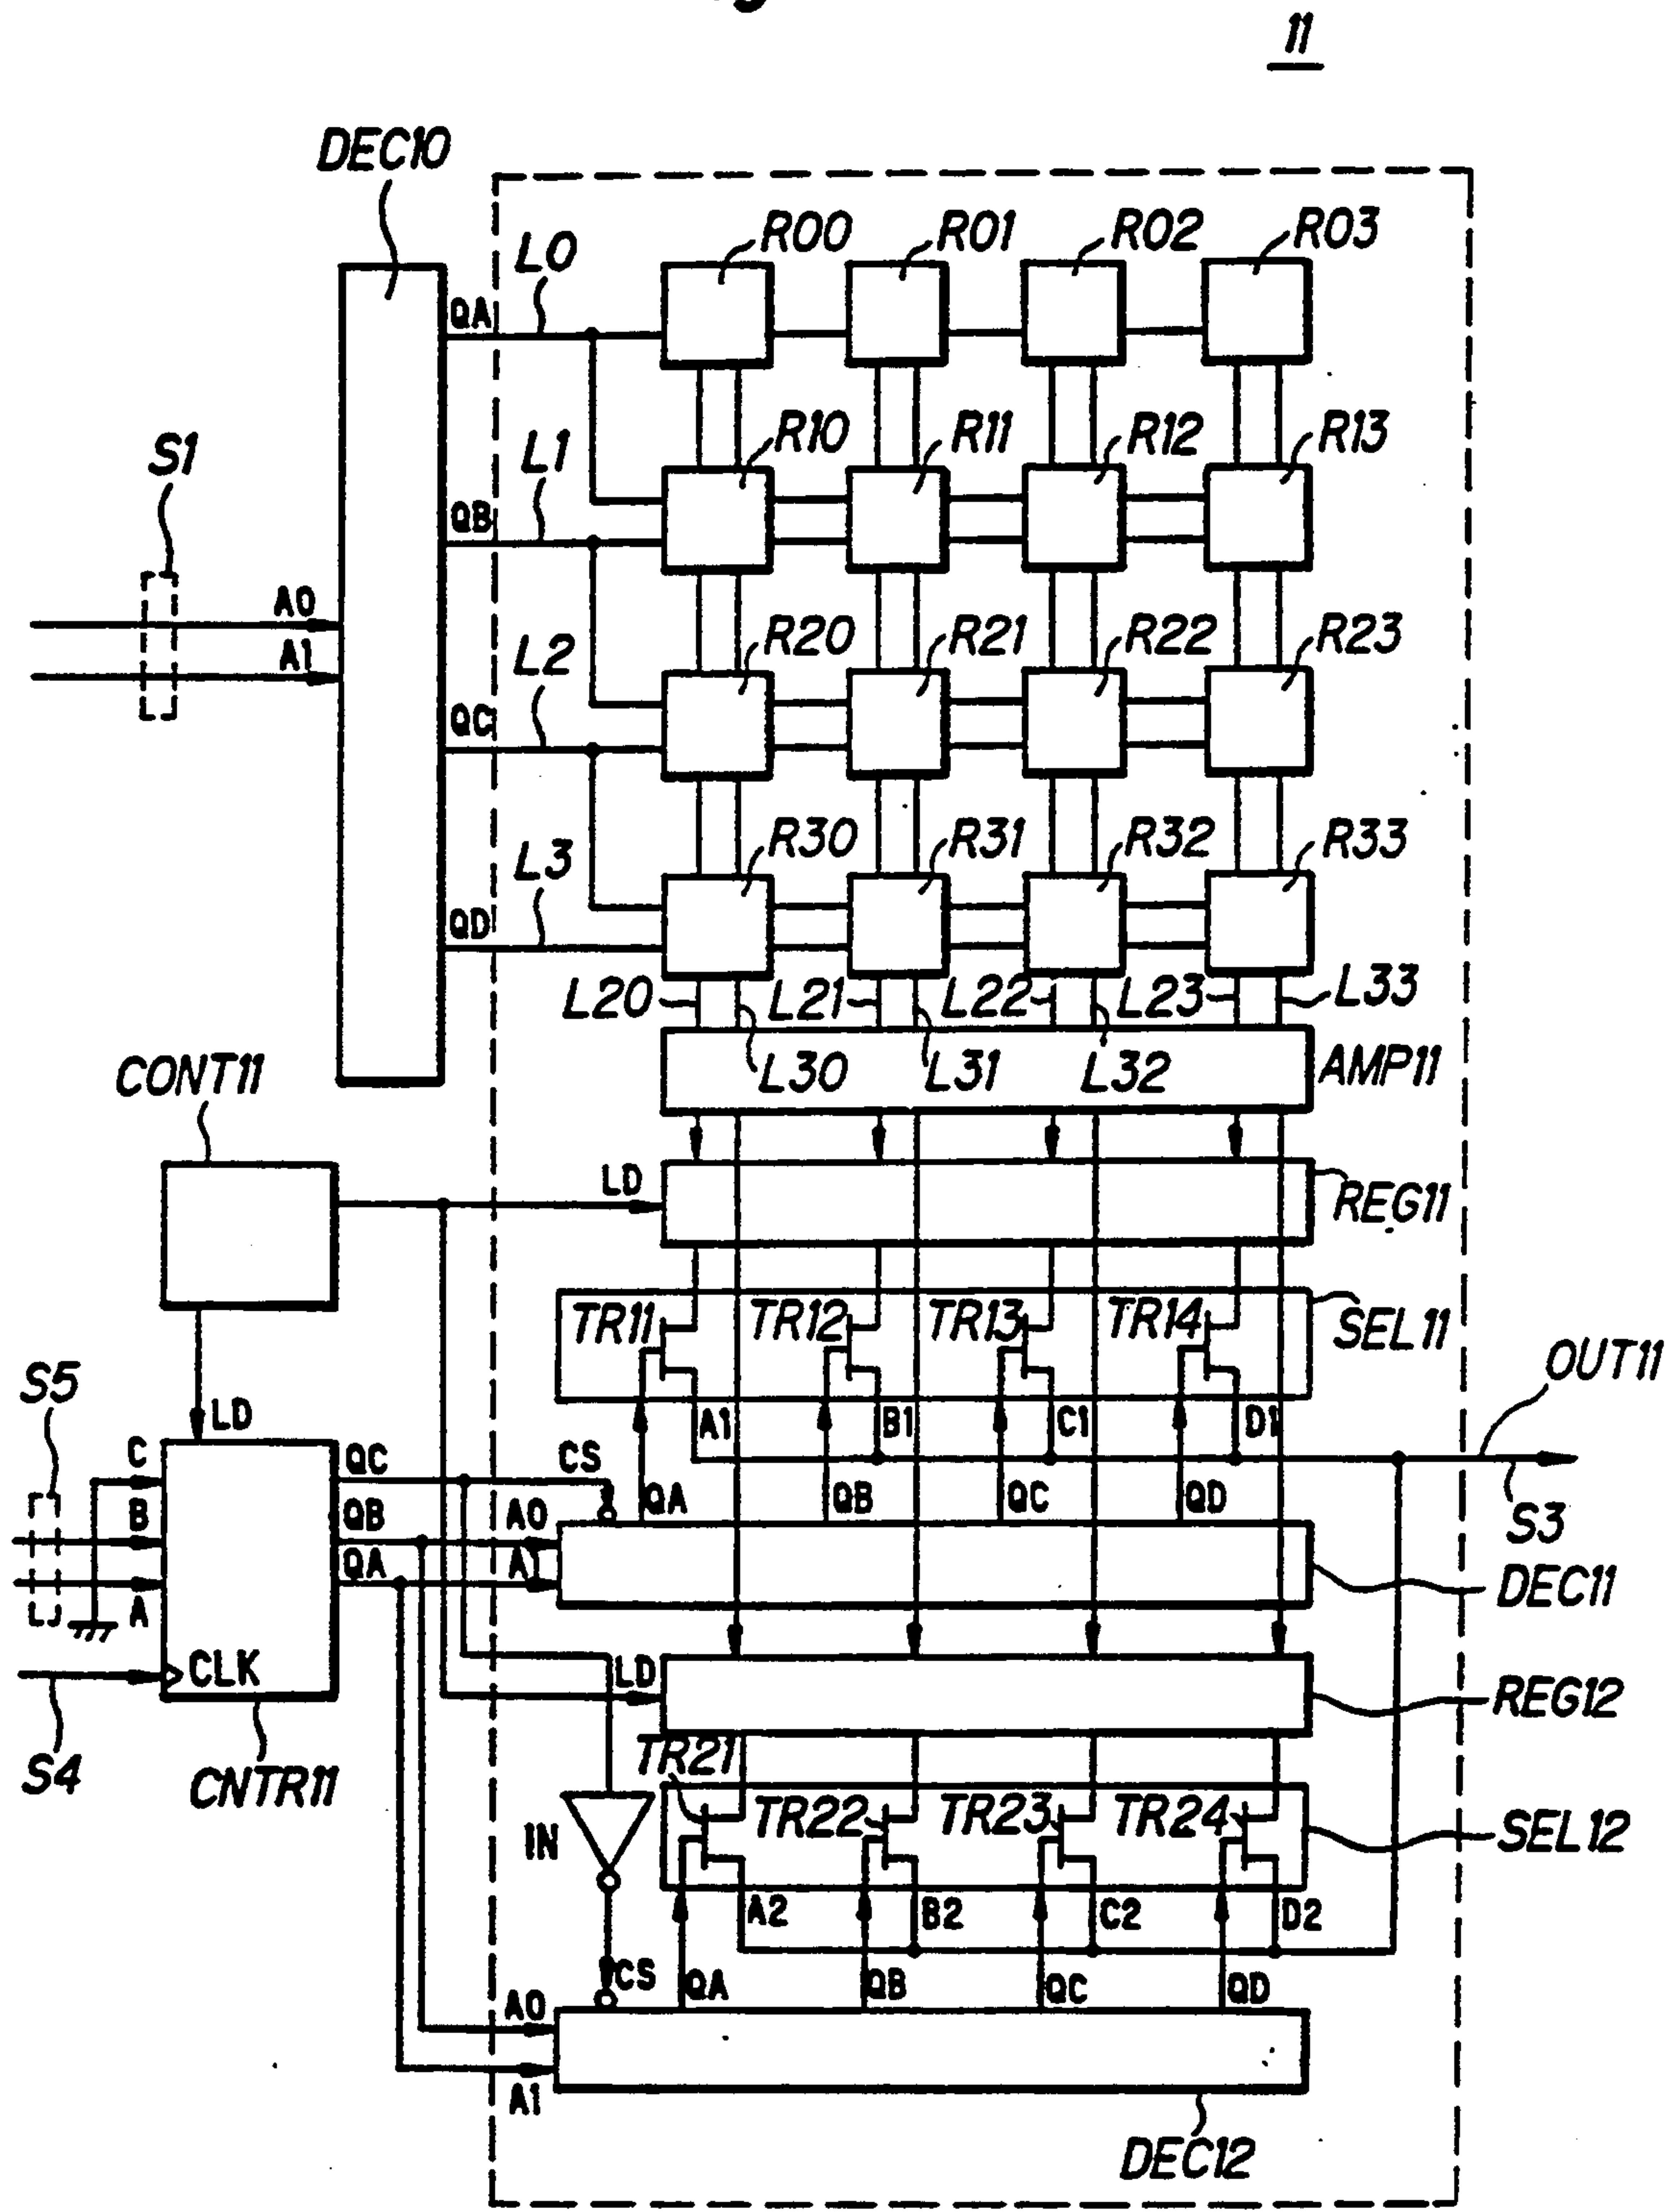 11
DEC10
R00 R01 R02 R03
L0
QA
R10 R11 R12 R13
S1
L1
QB
A0
R20 R21 R22 R23
A1
L2
QC
R30 R31 R32 R33
L3
QD
L20 L21 L22 L23 L33
L30 L31 L32
AMP11
CONT11
LD
REG11
TR11 TR12 TR13 TR14
SEL11
OUT11
S5
LD
A1 B1 C1 D1
C QC CS
QA QB QC QD
S3
B QB A0
A QA A1
DEC11
CLK
LD
REG12
S4
CNTR11
TR21
TR22 TR23 TR24
IN
SEL12
A2 B2 C2 D2
CS
QA QB QC QD
A0
A1
DEC12